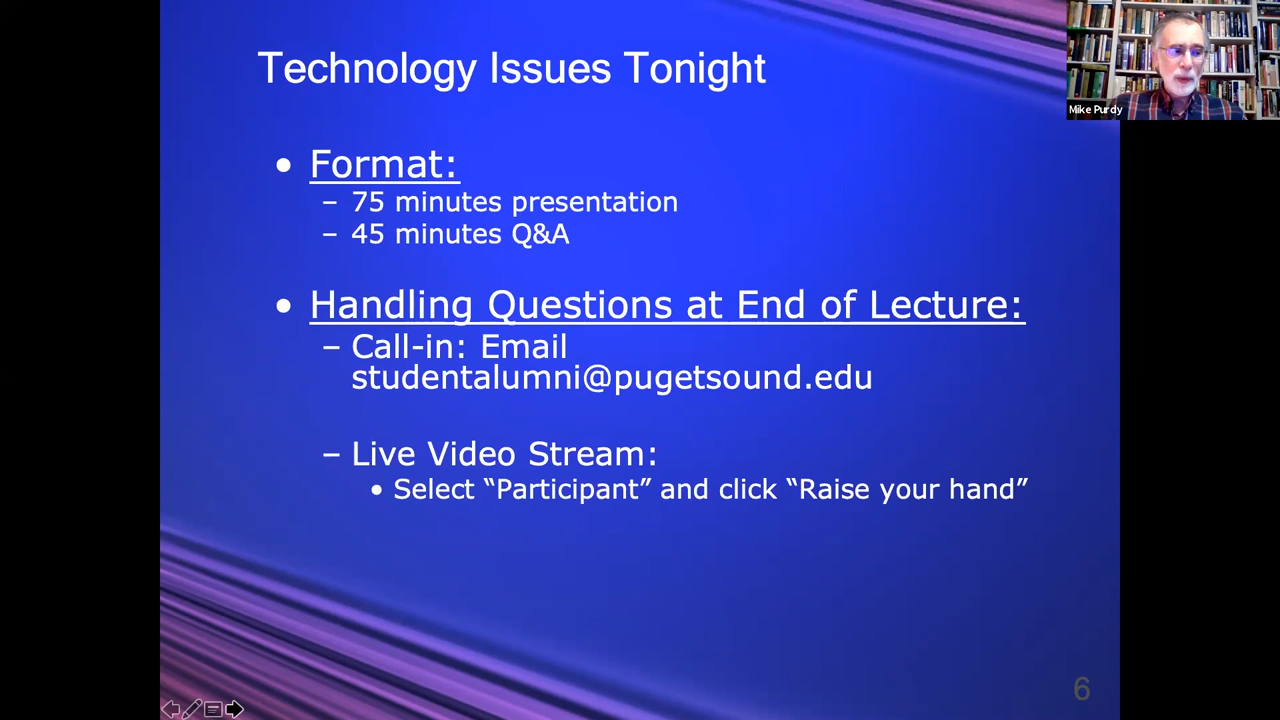 Technology Issues Tonight
Mike Purdy
• Format:
– 75 minutes presentation
– 45 minutes Q&A
• Handling Questions at End of Lecture:
– Call-in: Email
studentalumni@pugetsound.edu
– Live Video Stream:
• Select “Participant” and click “Raise your hand”
6